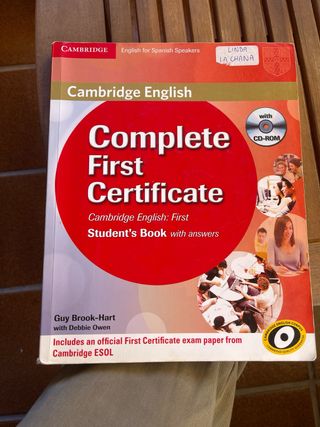 CAMBRIDGE
English for Spanish Speakers
LINDA
LA CHANA
Cambridge English
with
CD-ROM
Complete
First
Certificate
Cambridge English: First
Student's Book with answers
Guy Brook-Hart
with Debbie Owen
Includes an official First Certificate exam paper from
Cambridge ESOL